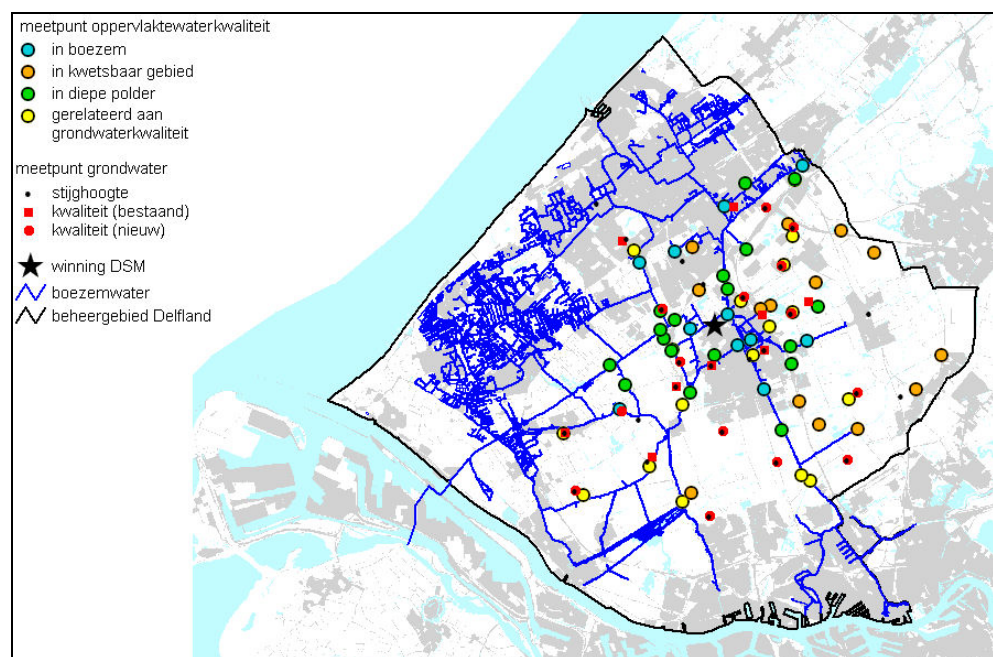 meetpunt oppervlaktewaterkwaliteit
in boezem
in kwetsbaar gebied
in diepe polder
gerelateerd aan
grondwaterkwaliteit
meetpunt grondwater
stijghoogte
kwaliteit (bestaand)
kwaliteit (nieuw)
winning DSM
boezemwater
beheergebied Delfland